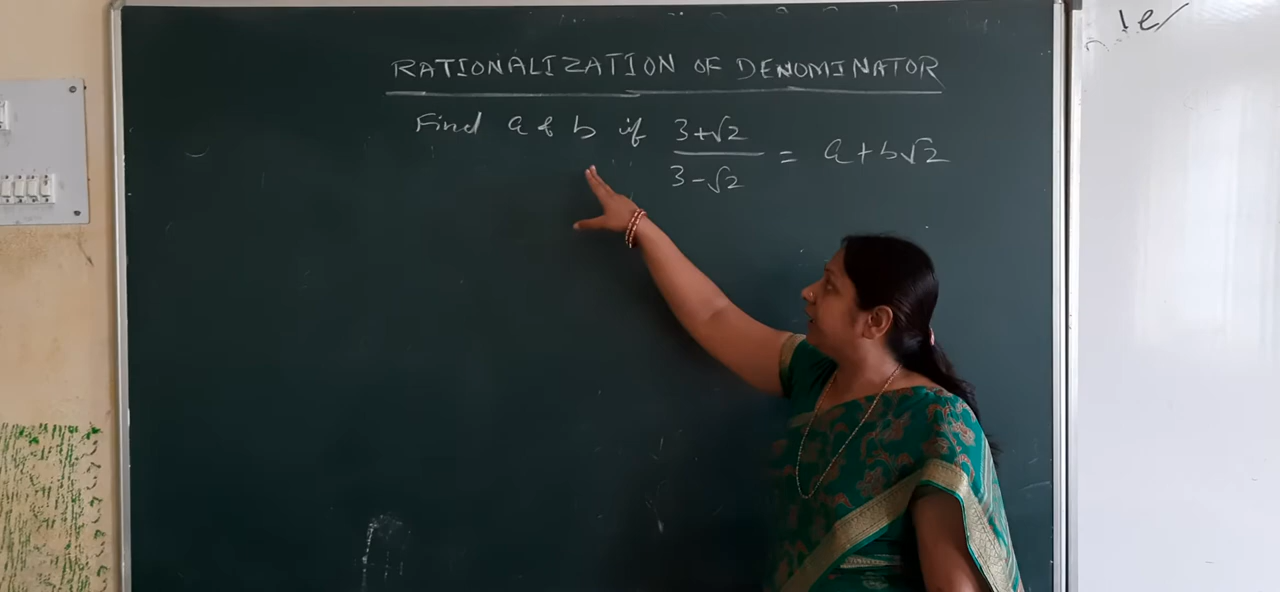 RATIONALIZATION OF DENOMINATOR
Find a & b if 3+√2 / 3-√2 = a+b√2